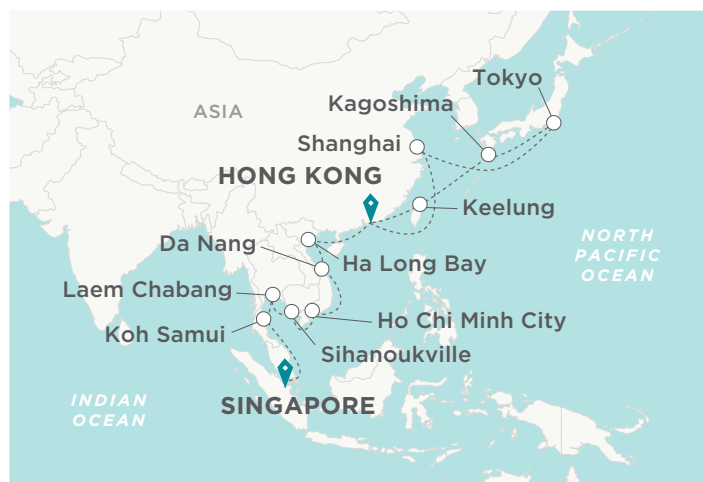 Tokyo
Kagoshima
ASIA
Shanghai
HONG KONG
Keelung
NORTH
PACIFIC
OCEAN
Da Nang
Ha Long Bay
Laem Chabang
Koh Samui
Ho Chi Minh City
Sihanoukville
INDIAN
OCEAN
SINGAPORE